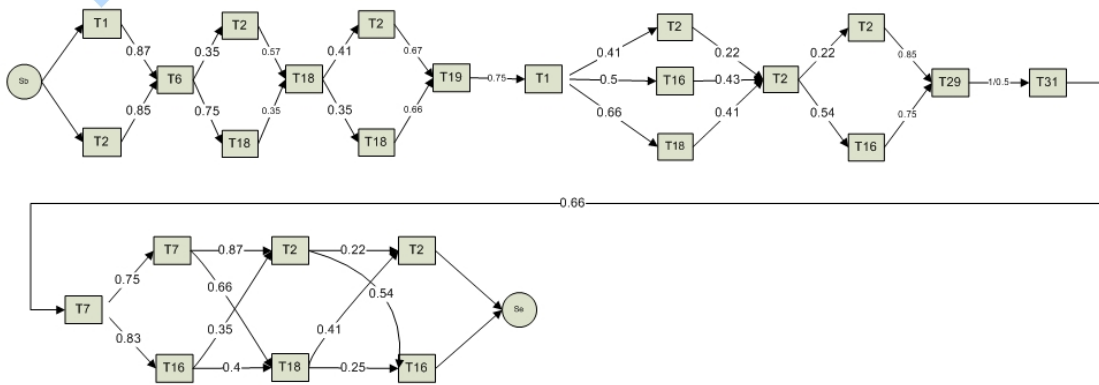 T1 T2 T2 T2 T2
0.87 0.35 0.57 0.41 0.67 0.41 0.22 0.22 0.85
Sb T6 T18 T19 0.75 T1 0.5 T16 0.43 T2 T29 1/0.5 T31
0.85 0.75 0.35 0.35 0.66 0.66 0.41 0.54 0.75
T2 T18 T18 T18 T16
0.66
T7 0.87 T2 0.22 T2
0.75 0.66 0.54
T7 Se
0.83 0.35 0.41
T16 0.4 T18 0.25 T16